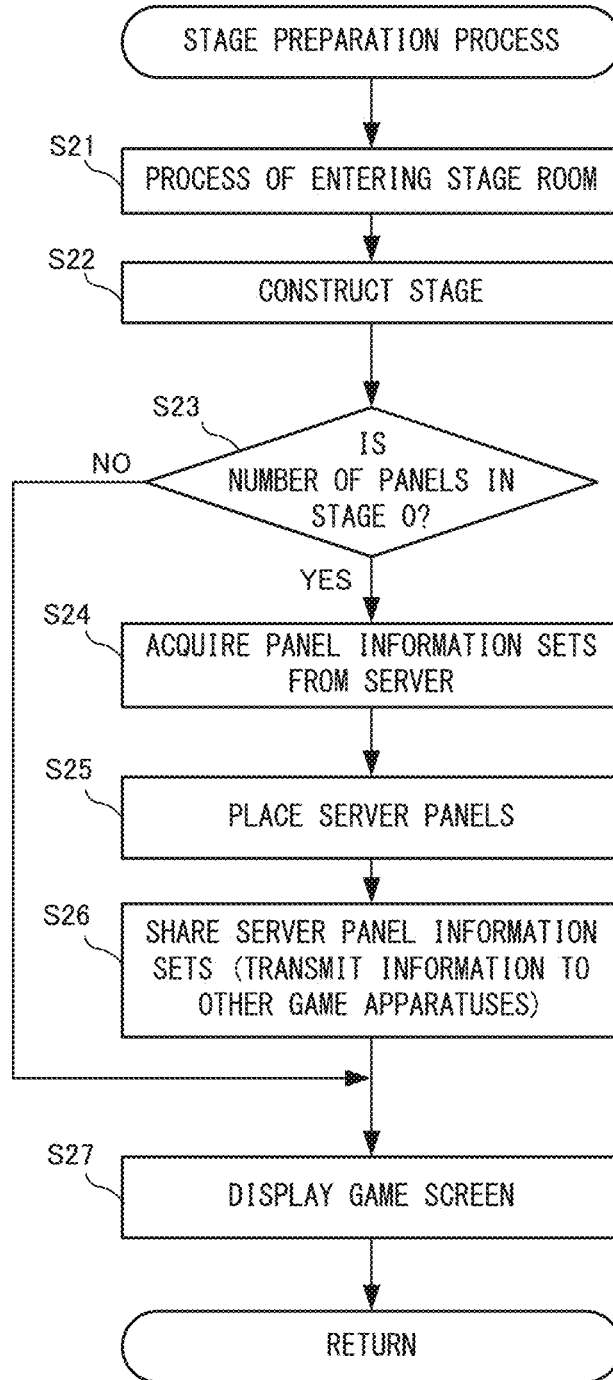 STAGE PREPARATION PROCESS
S21
PROCESS OF ENTERING STAGE ROOM
S22
CONSTRUCT STAGE
S23
IS
NUMBER OF PANELS IN
STAGE 0?
NO
YES
S24
ACQUIRE PANEL INFORMATION SETS
FROM SERVER
S25
PLACE SERVER PANELS
S26
SHARE SERVER PANEL INFORMATION
SETS (TRANSMIT INFORMATION TO
OTHER GAME APPARATUSES)
S27
DISPLAY GAME SCREEN
RETURN